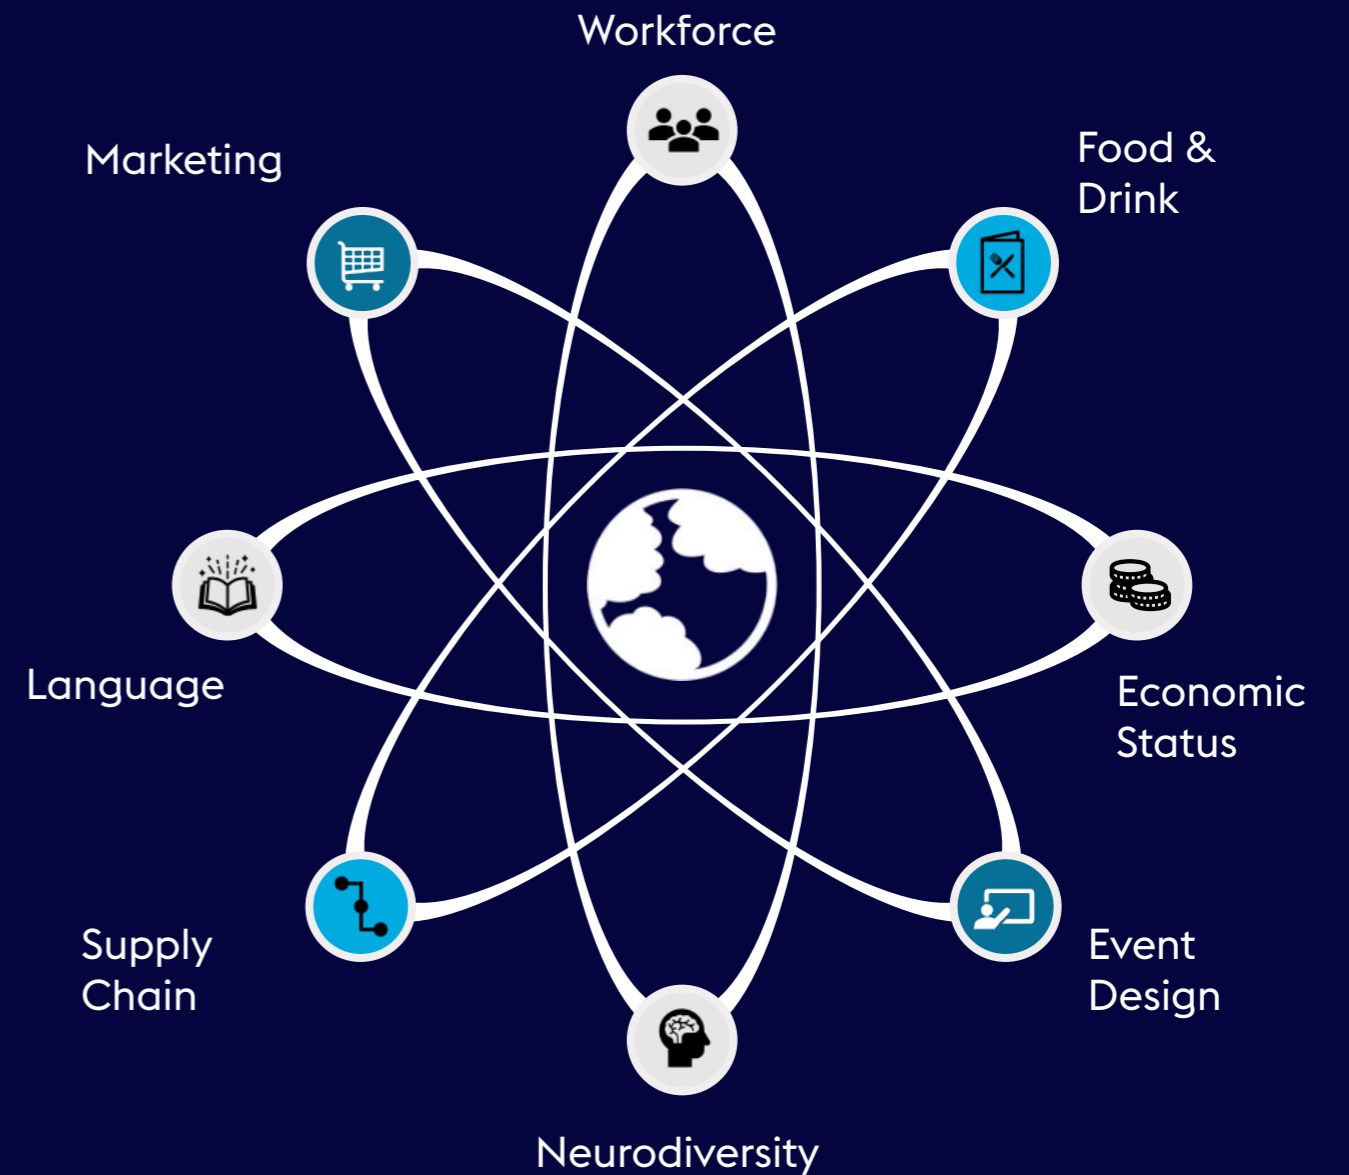 Workforce
Marketing
Food &
Drink
Language
Economic
Status
Supply
Chain
Event
Design
Neurodiversity